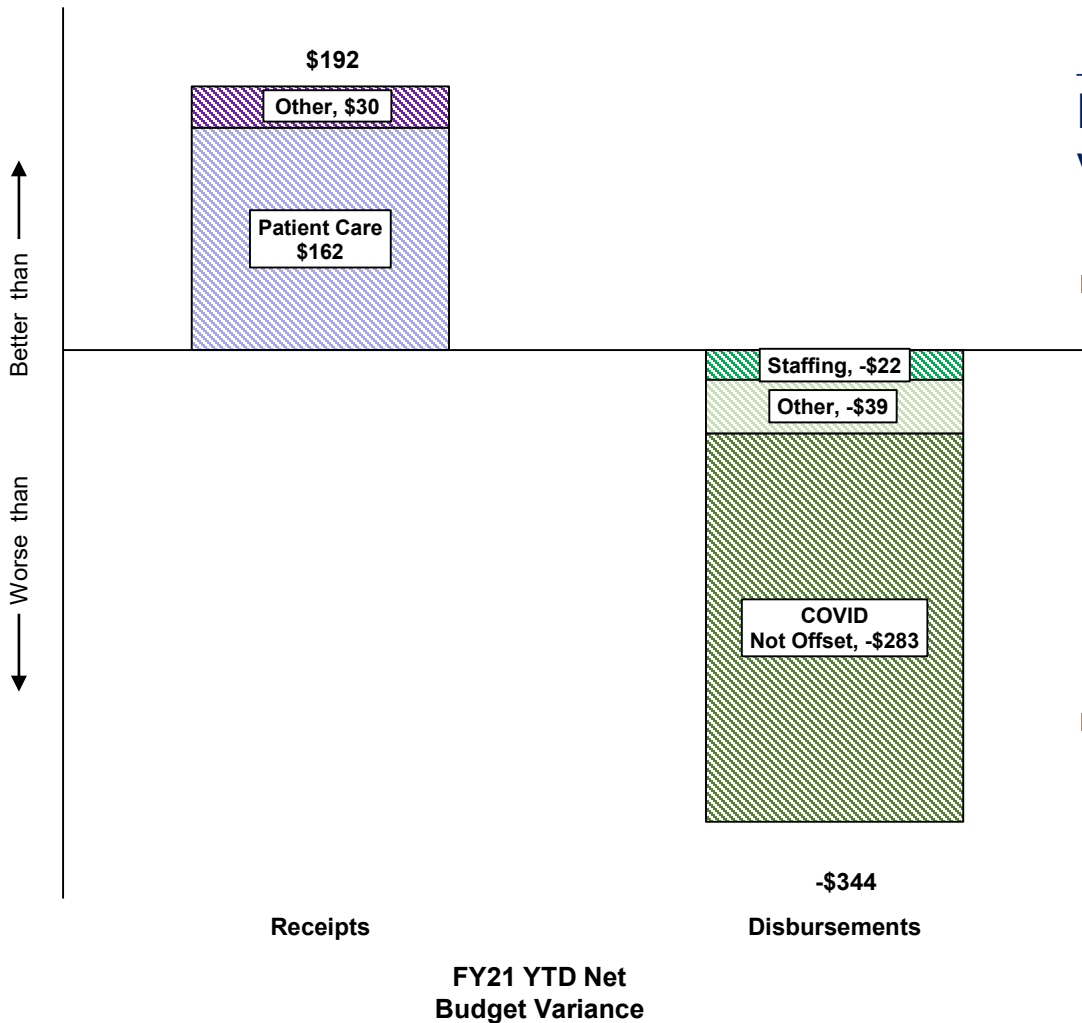 $192
Other, $30
Patient Care
$162
Better than
Worse than
Staffing, -$22
Other, -$39
COVID
Not Offset, -$283
-$344
Receipts
Disbursements
FY21 YTD Net
Budget Variance